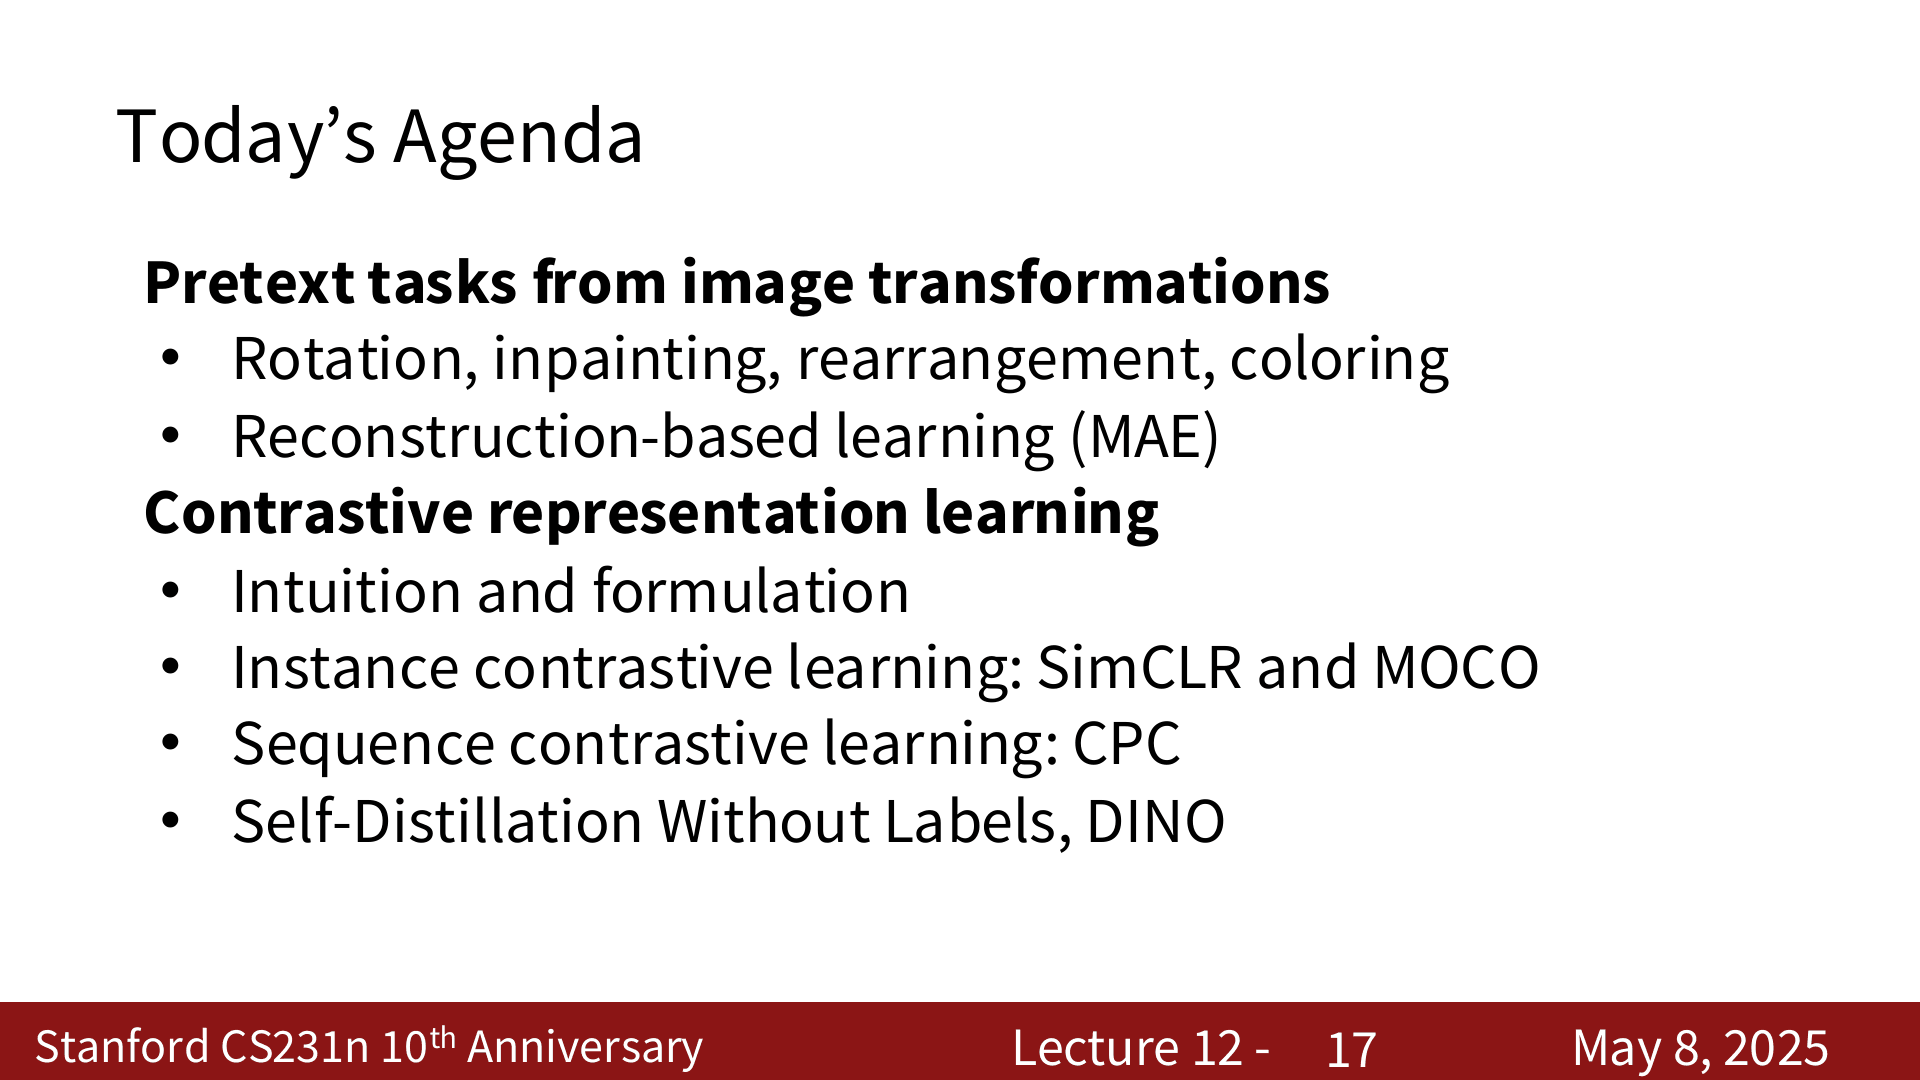 Today’s Agenda
Pretext tasks from image transformations
• Rotation, inpainting, rearrangement, coloring
• Reconstruction-based learning (MAE)
Contrastive representation learning
• Intuition and formulation
• Instance contrastive learning: SimCLR and MOCO
• Sequence contrastive learning: CPC
• Self-Distillation Without Labels, DINO
Stanford CS231n 10th Anniversary Lecture 12 - 17 May 8, 2025